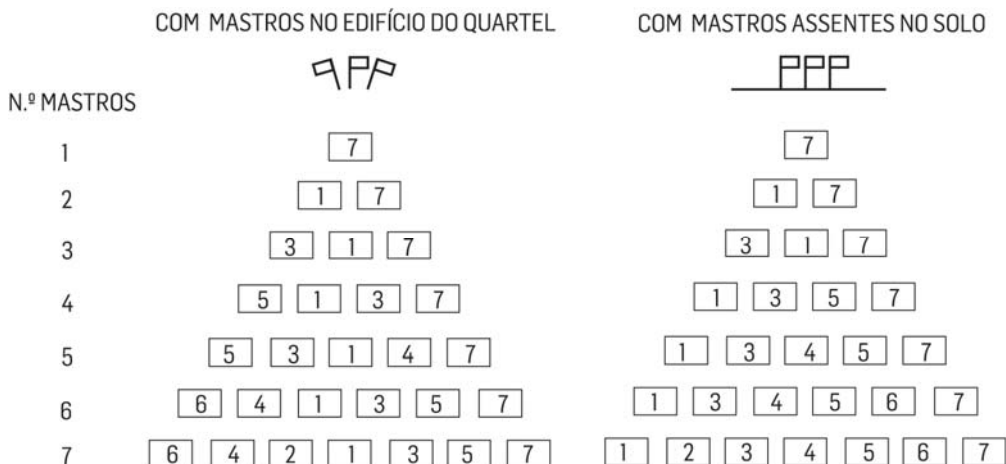 COM MASTROS NO EDIFÍCIO DO QUARTEL COM MASTROS ASSENTES NO SOLO
N.º MASTROS
1 7 7
2 1 7 1 7
3 3 1 7 3 1 7
4 5 1 3 7 1 3 5 7
5 5 3 1 4 7 1 3 4 5 7
6 6 4 1 3 5 7 1 3 4 5 6 7
7 6 4 2 1 3 5 7 1 2 3 4 5 6 7